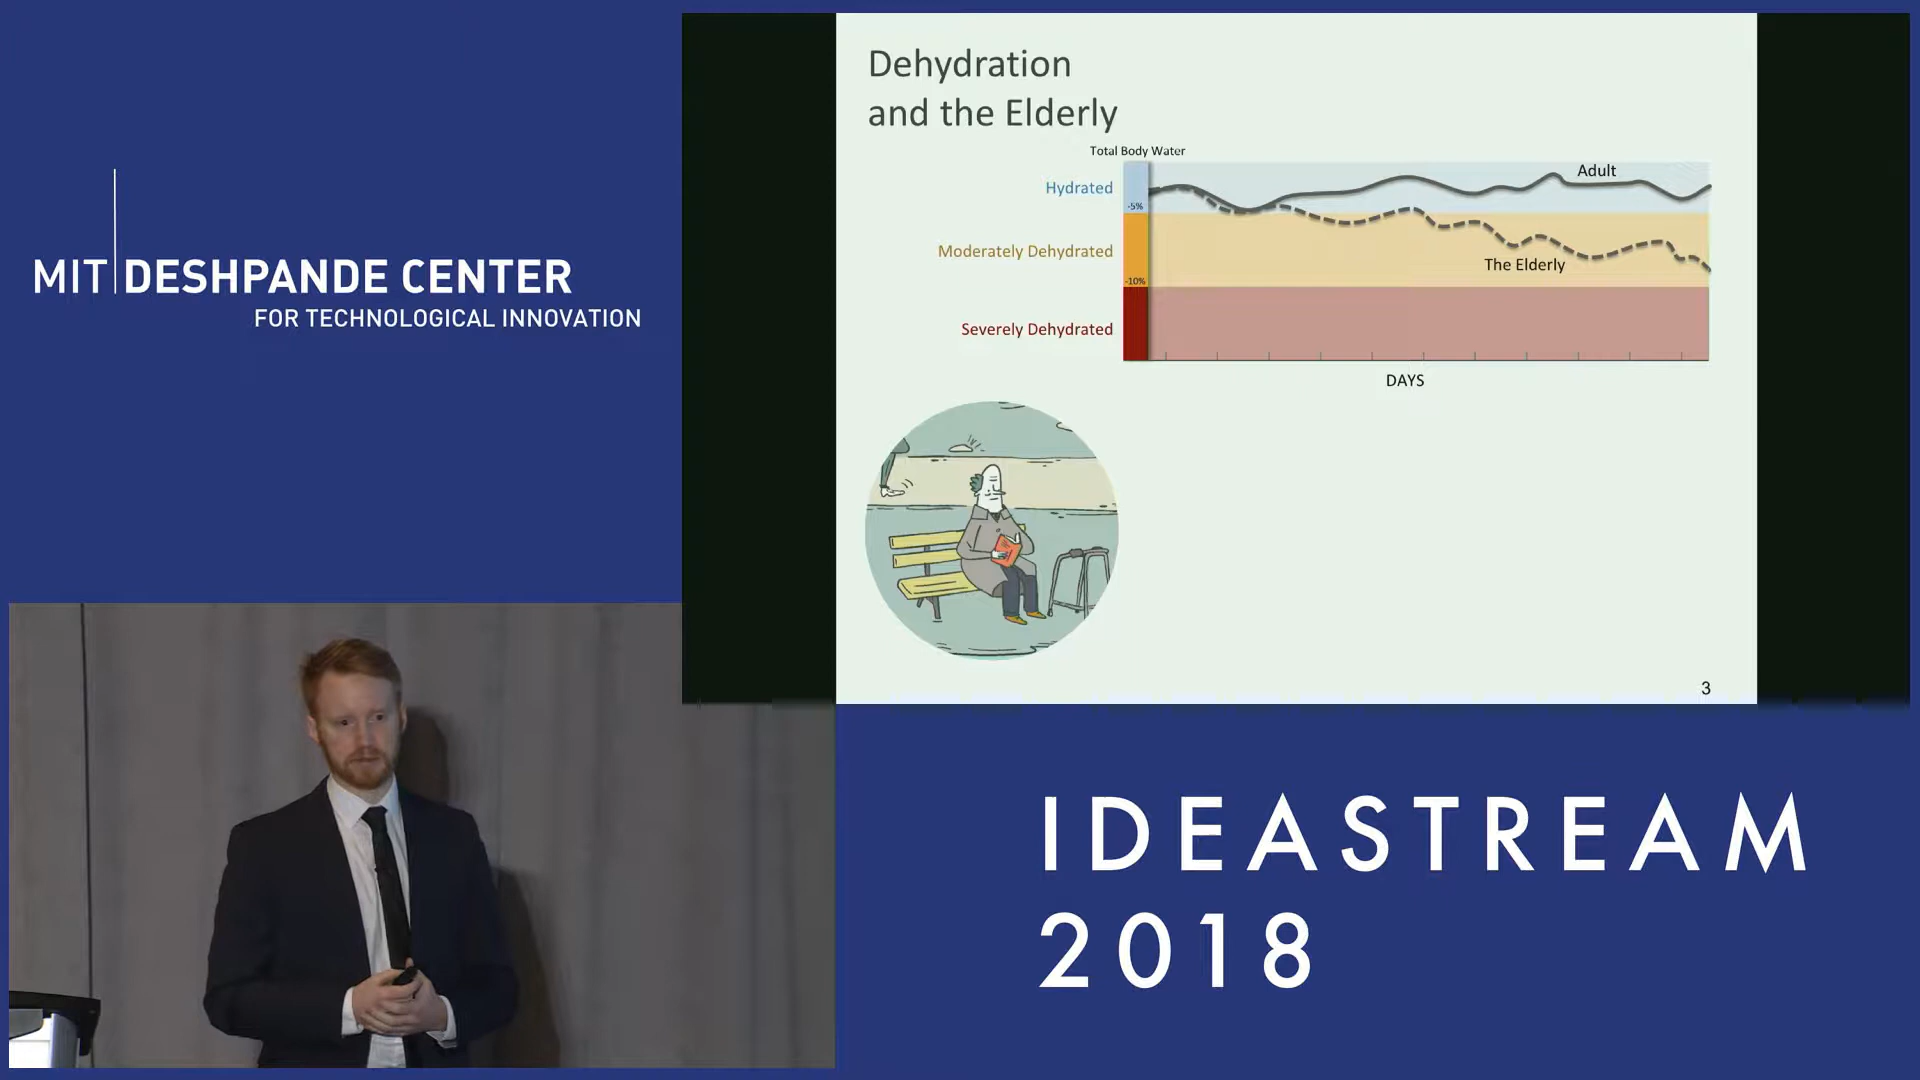 MIT DESHPANDE CENTER
FOR TECHNOLOGICAL INNOVATION
Dehydration
and the Elderly
Total Body Water
Hydrated
-5%
Moderately Dehydrated
-10%
Severely Dehydrated
Adult
The Elderly
DAYS
3
IDEASTREAM
2018